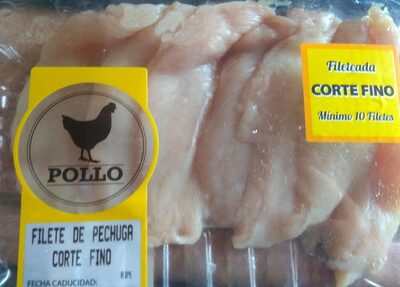 Fileteada
CORTE FINO
Mínimo 10 Filetes
POLLO
FILETE DE PECHUGA
CORTE FINO
FECHA CADUCIDAD: